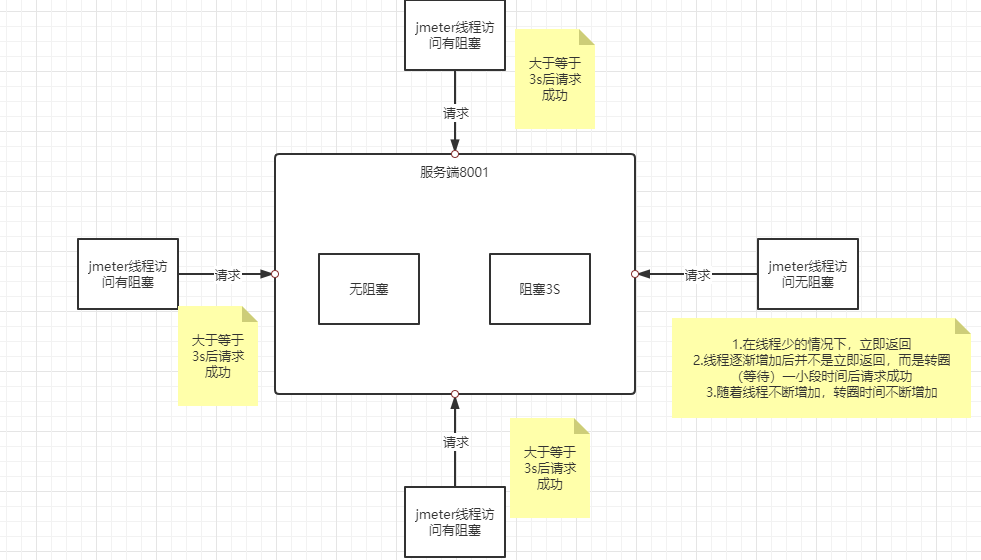 jmeter线程访
问有阻塞
大于等于
3s后请求
成功
请求
服务端8001
jmeter线程访
问有阻塞
请求
大于等于
3s后请求
成功
无阻塞
阻塞3S
请求
jmeter线程访
问无阻塞
1.在线程少的情况下，立即返回
2.线程逐渐增加后并不是立即返回，而是转圈
（等待）一小段时间后请求成功
3.随着线程不断增加，转圈时间不断增加
请求
大于等于
3s后请求
成功
jmeter线程访
问有阻塞